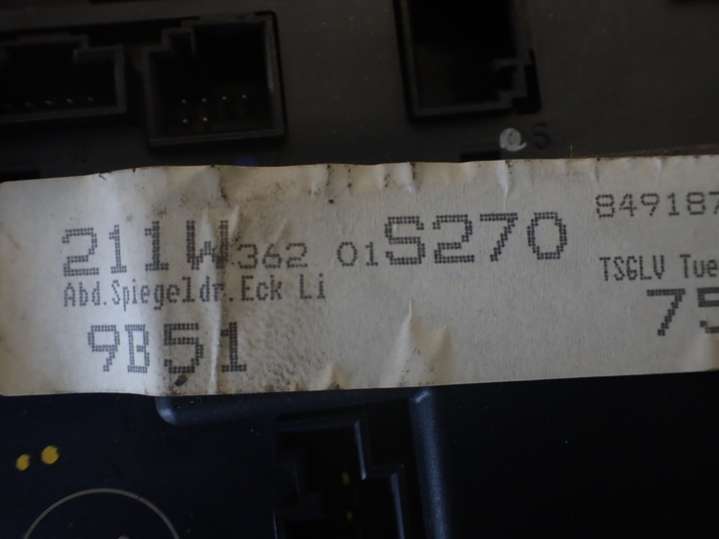 211W 362 01 S270 849187
Abd.Spiegeldr.Eck Li TSGLV Tue
9B51 75